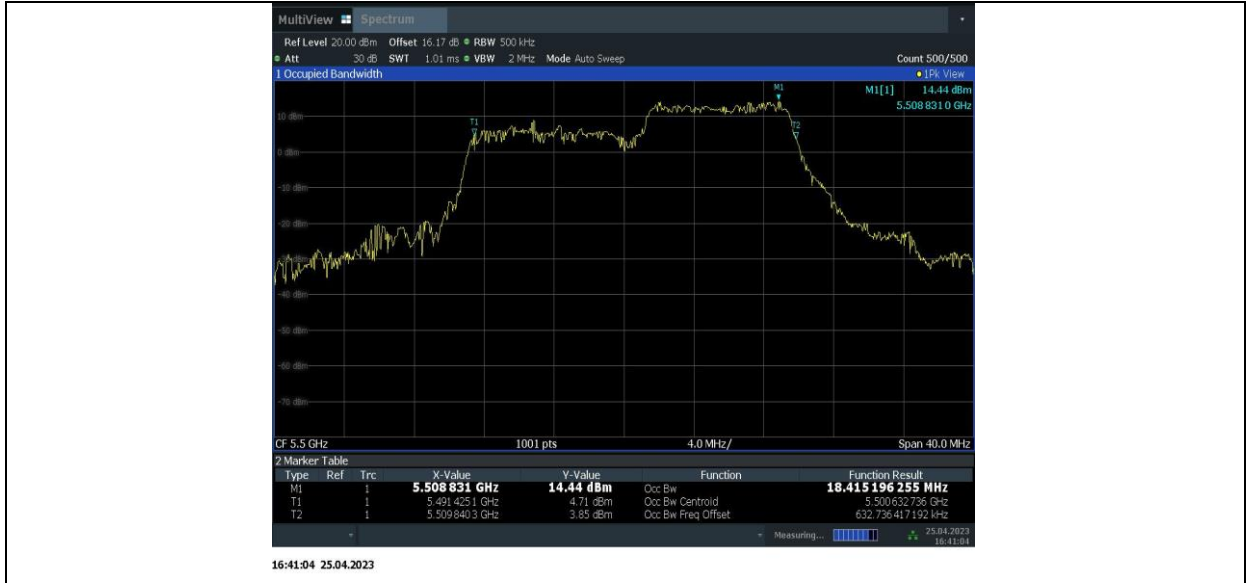 MultiView Spectrum
Ref Level 20.00 dBm Offset 16.17 dB RBW 500 kHz
Att 30 dB SWT 1.01 ms VBW 2 MHz Mode Auto Sweep Count 500/500
1 Occupied Bandwidth 1Pk View
M1 M1[1] 14.44 dBm
5.508 831 0 GHz
10 dBm
T1 T2
0 dBm
-10 dBm
-20 dBm
-30 dBm
-40 dBm
-50 dBm
-60 dBm
-70 dBm
CF 5.5 GHz 1001 pts 4.0 MHz/ Span 40.0 MHz
2 Marker Table
Type Ref Trc X-Value Y-Value Function Function Result
M1 1 5.508 831 GHz 14.44 dBm Occ Bw 18.415 196 255 MHz
T1 1 5.491 425 1 GHz 4.71 dBm Occ Bw Centroid 5.500 632 736 GHz
T2 1 5.509 840 3 GHz 3.85 dBm Occ Bw Freq Offset 632.736 417 192 kHz
Measuring... 25.04.2023
16:41:04
16:41:04 25.04.2023